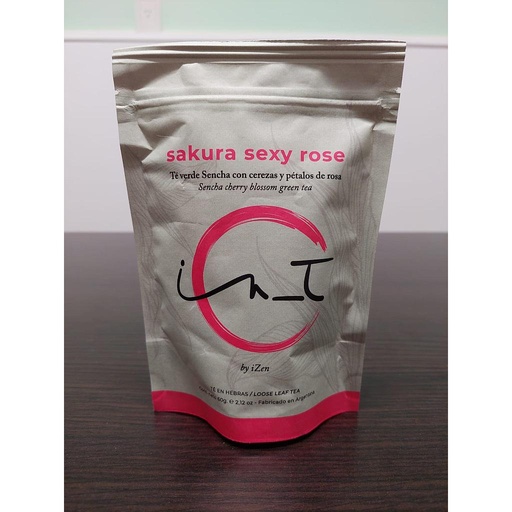 sakura sexy rose
Té verde Sencha con cerezas y pétalos de rosa
Sencha cherry blossom green tea
in_T
by iZen
TÉ EN HEBRAS / LOOSE LEAF TEA
60g. ℮ 2,12 oz - Fabricado en Argentina